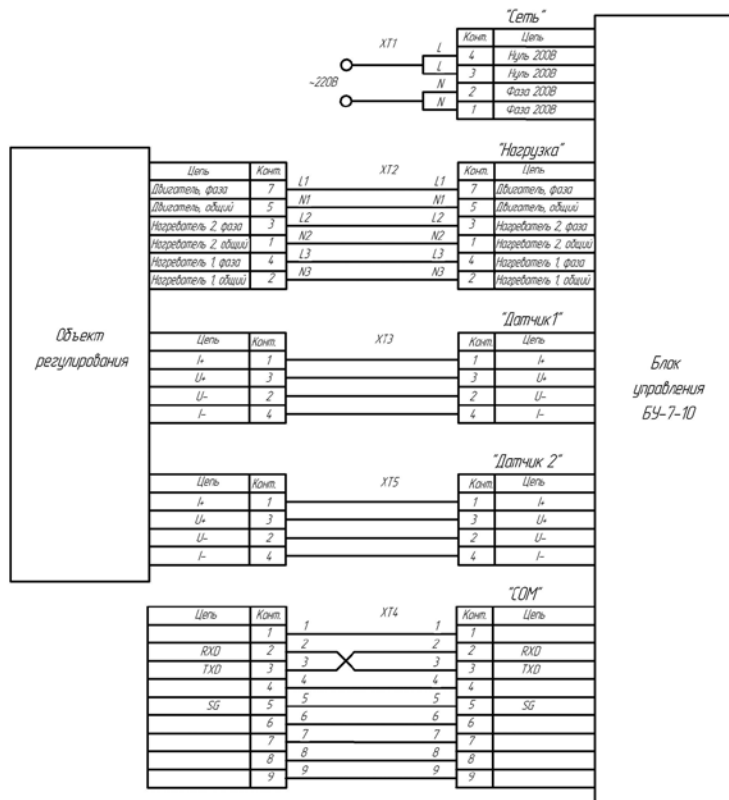 "Сеть"
XT1
Конт. Цепь
L 4 Нуль 200В
L 3 Нуль 200В
~220В
N 2 Фаза 200В
N 1 Фаза 200В
"Нагрузка"
Цепь Конт. XT2 Конт. Цепь
Двигатель, фаза 7 L1 L1 7 Двигатель, фаза
Двигатель, общий 5 N1 N1 5 Двигатель, общий
Нагреватель 2, фаза 3 L2 L2 3 Нагреватель 2, фаза
Нагреватель 2, общий 1 N2 N2 1 Нагреватель 2, общий
Нагреватель 1, фаза 4 L3 L3 4 Нагреватель 1, фаза
Нагреватель 1, общий 2 N3 N3 2 Нагреватель 1, общий
Объект
регулирования
"Датчик1"
Цепь Конт. XT3 Конт. Цепь
I+ 1 1 I+
U+ 3 3 U+
U- 2 2 U-
I- 4 4 I-
Блок
управления
БУ-7-10
"Датчик 2"
Цепь Конт. XT5 Конт. Цепь
I+ 1 1 I+
U+ 3 3 U+
U- 2 2 U-
I- 4 4 I-
"COM"
Цепь Конт. XT4 Конт. Цепь
1 1 1 1
RXD 2 2 2 2 RXD
TXD 3 3 3 3 TXD
4 4 4 4
SG 5 5 5 5 SG
6 6 6 6
7 7 7 7
8 8 8 8
9 9 9 9